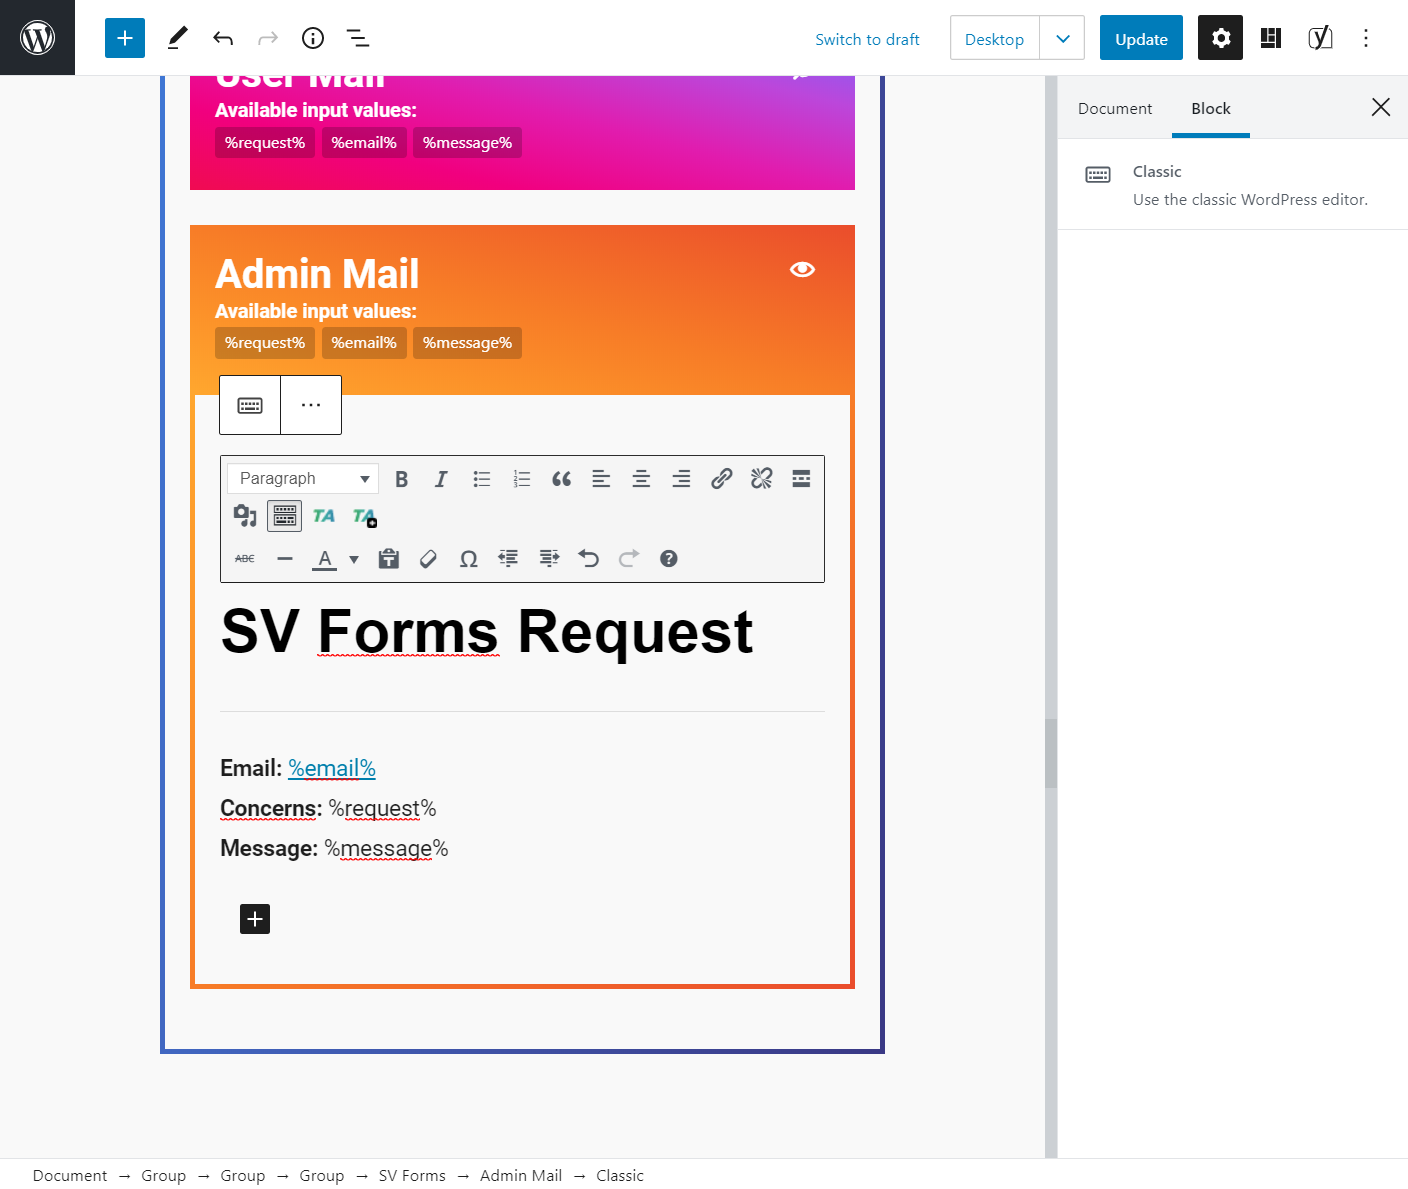 Switch to draft
Desktop
Update
User Mail
Available input values:
%request% %email% %message%
Admin Mail
Available input values:
%request% %email% %message%
Paragraph
TA TA
ABC A
SV Forms Request
Email: %email%
Concerns: %request%
Message: %message%
Document Block
Classic
Use the classic WordPress editor.
Document → Group → Group → Group → SV Forms → Admin Mail → Classic